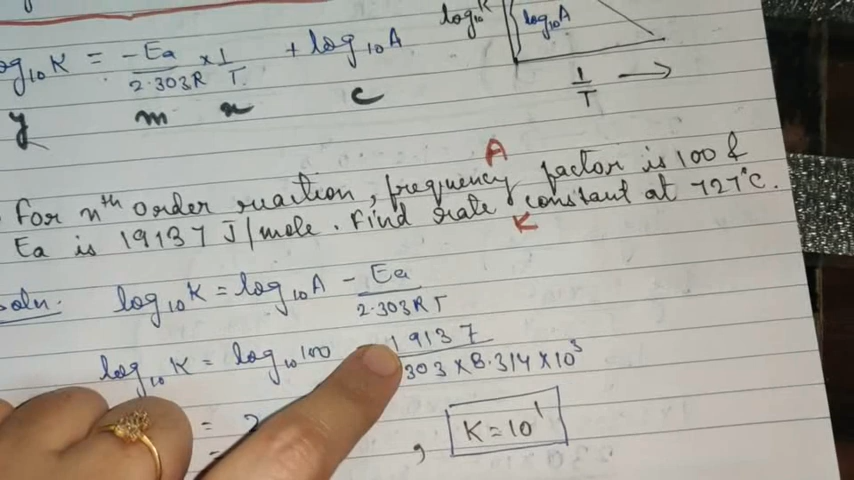 log₁₀K
log₁₀A
og₁₀K = -Ea/2.303R × 1/T + log₁₀A
1/T →
y m x c
A
For nth order reaction, frequency factor is 100 &
Ea is 19137 J/mole. Find rate constant at 727°C.
K
soln. log₁₀K = log₁₀A - Ea/2.303RT
log₁₀K = log₁₀100 19137/303 × 8.314 × 10³
= 2
= , K = 10¹